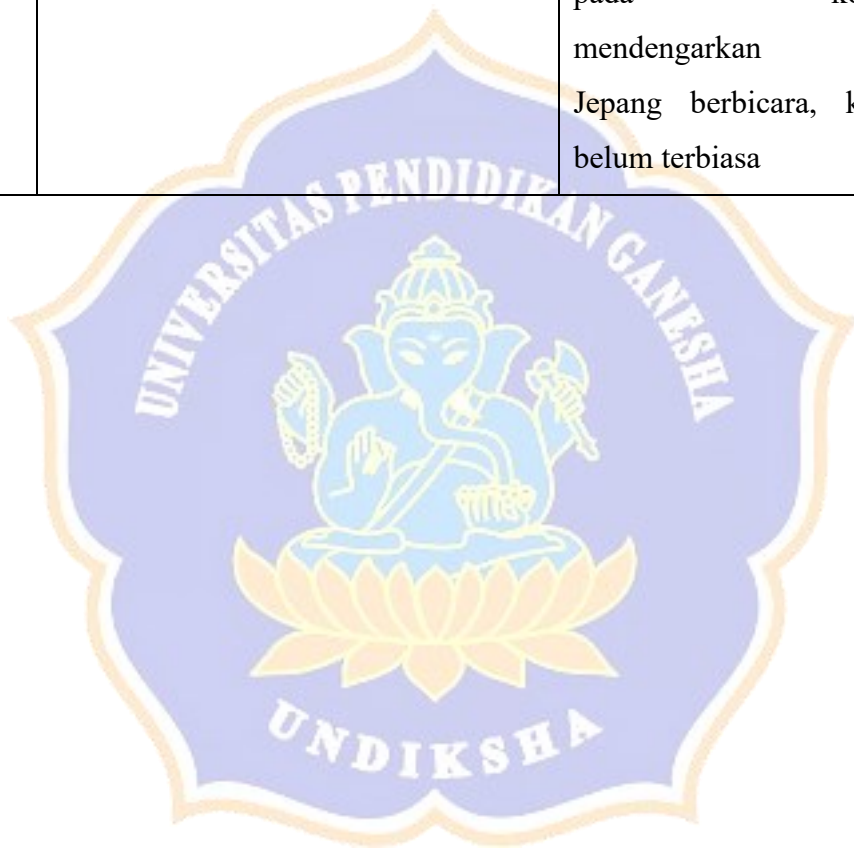 pada
mendengarkan
Jepang berbicara,
belum terbiasa
UNIVERSITAS PENDIDIKAN GANESHA
UNDIKSHA